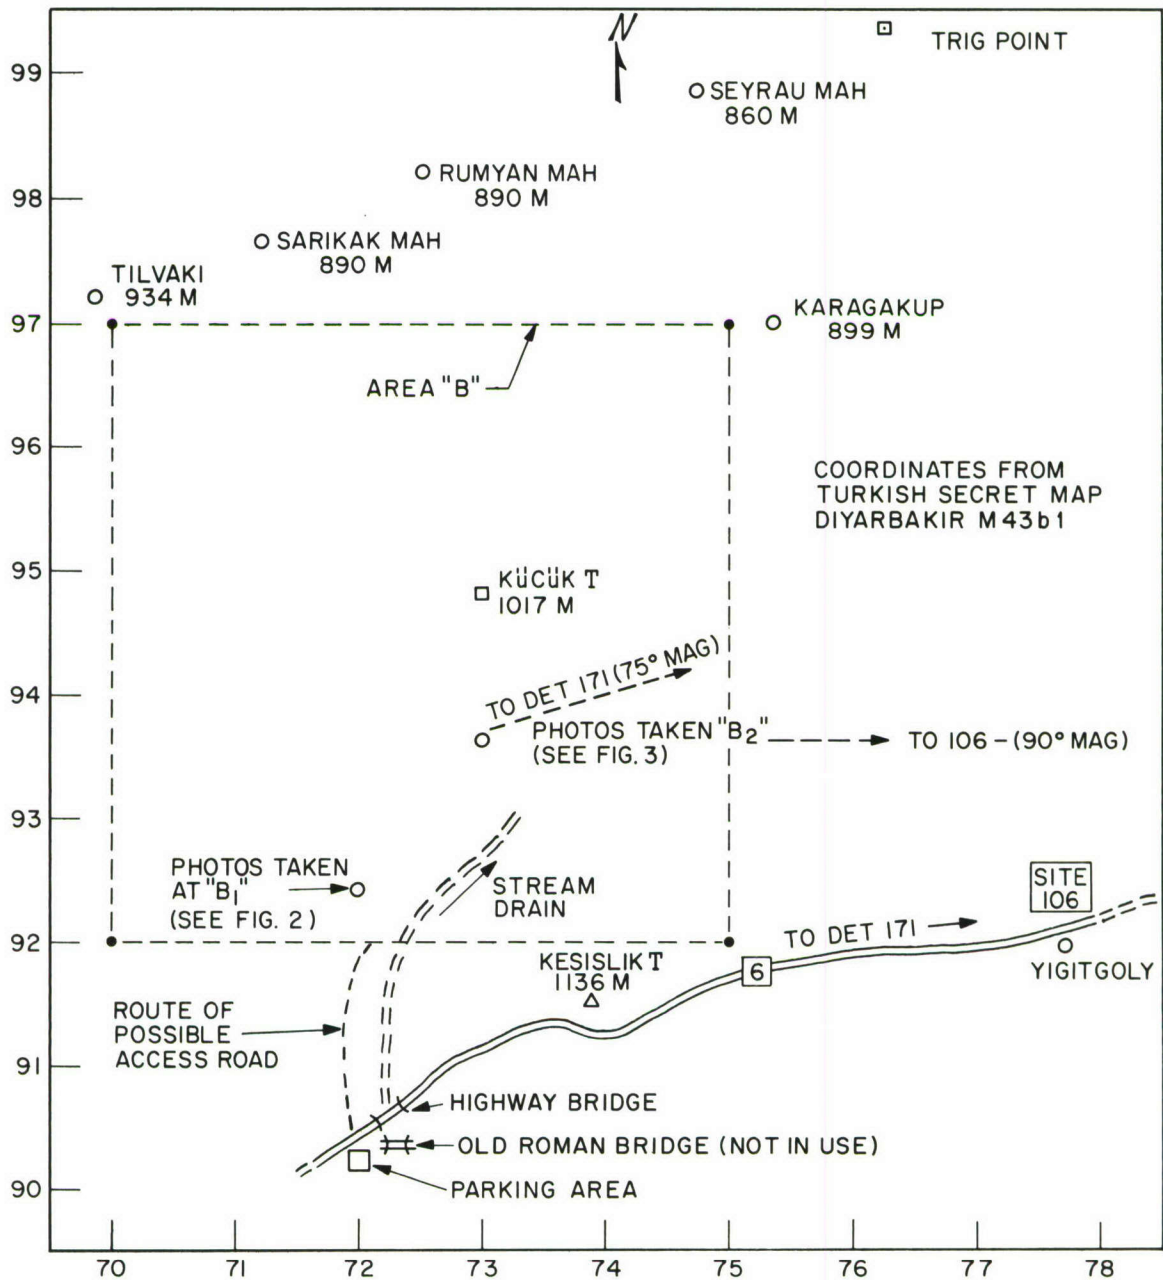 N
TRIG POINT
99
SEYRAU MAH
860 M
RUMYAN MAH
890 M
98
SARIKAK MAH
890 M
TILVAKI
934 M
97
KARAGAKUP
899 M
AREA "B"
96
COORDINATES FROM
TURKISH SECRET MAP
DIYARBAKIR M43b1
95
KÜCÜK T
1017 M
94
TO DET 171 (75° MAG)
PHOTOS TAKEN "B₂"
(SEE FIG. 3)
TO 106 – (90° MAG)
93
PHOTOS TAKEN
AT "B₁"
(SEE FIG. 2)
STREAM
DRAIN
SITE
106
92
TO DET 171
KESISLIK T
1136 M
6
YIGITGOLY
ROUTE OF
POSSIBLE
ACCESS ROAD
91
HIGHWAY BRIDGE
OLD ROMAN BRIDGE (NOT IN USE)
PARKING AREA
90
70 71 72 73 74 75 76 77 78